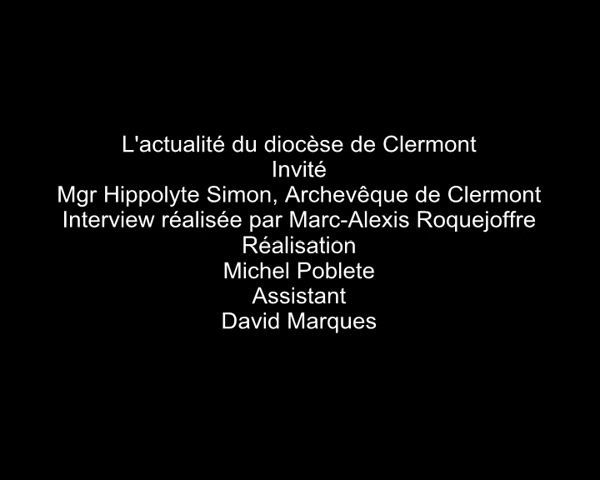 L'actualité du diocèse de Clermont
Invité
Mgr Hippolyte Simon, Archevêque de Clermont
Interview réalisée par Marc-Alexis Roquejoffre
Réalisation
Michel Poblete
Assistant
David Marques